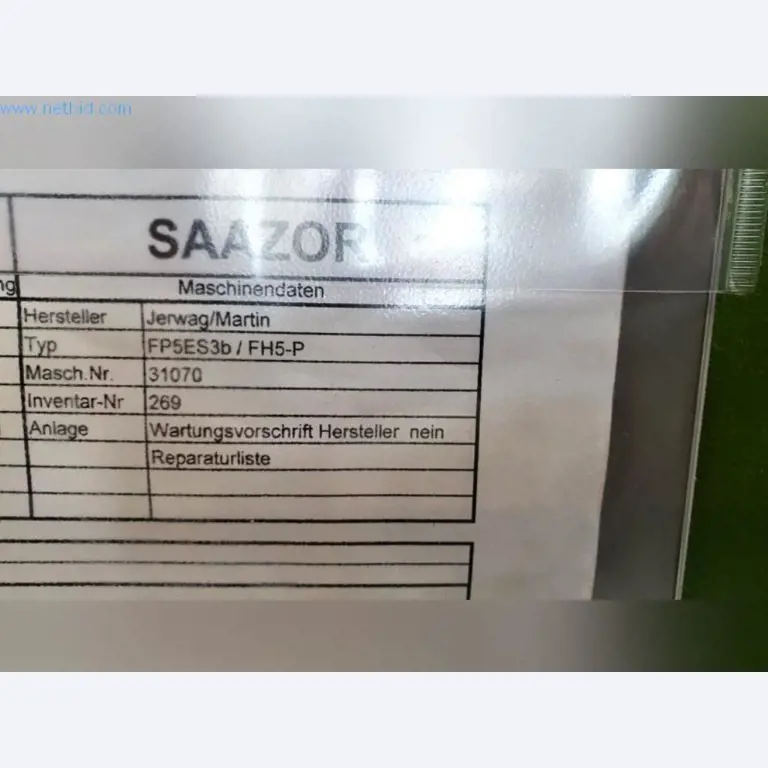 www.netbid.com
SAAZOR
ng Maschinendaten
Hersteller Jerwag/Martin
Typ FP5ES3b / FH5-P
Masch.Nr. 31070
Inventar-Nr 269
Anlage Wartungsvorschrift Hersteller nein
Reparaturliste